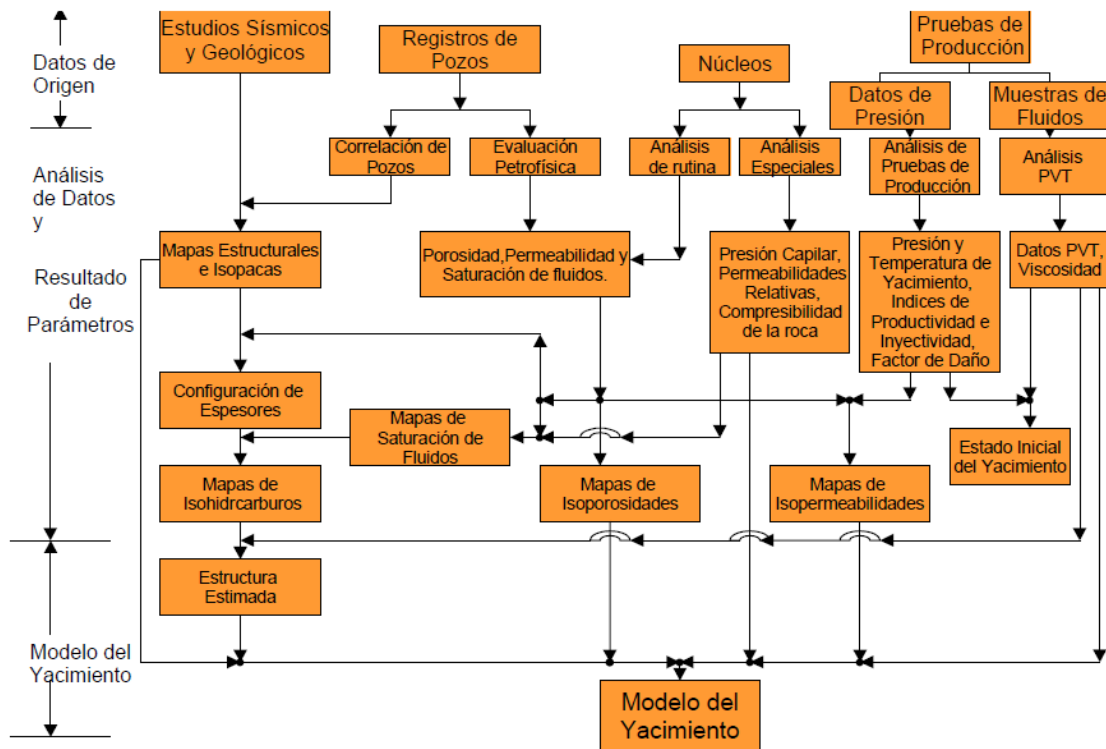 Estudios Sísmicos
y Geológicos
Registros de
Pozos
Pruebas de
Producción
Datos de
Origen
Núcleos
Datos de
Presión
Muestras de
Fluidos
Correlación de
Pozos
Evaluación
Petrofísica
Análisis
de rutina
Análisis
Especiales
Análisis de
Pruebas de
Producción
Análisis
PVT
Análisis
de Datos
y
Mapas Estructurales
e Isopacas
Porosidad,Permeabilidad y
Saturación de fluidos.
Presión Capilar,
Permeabilidades
Relativas,
Compresibilidad
de la roca
Presión y
Temperatura de
Yacimiento,
Indices de
Productividad e
Inyectividad,
Factor de Daño
Datos PVT,
Viscosidad
Resultado
de
Parámetros
Configuración de
Espesores
Mapas de
Saturación de
Fluidos
Estado Inicial
del Yacimiento
Mapas de
Isohidrcarburos
Mapas de
Isoporosidades
Mapas de
Isopermeabilidades
Estructura
Estimada
Modelo del
Yacimiento
Modelo del
Yacimiento